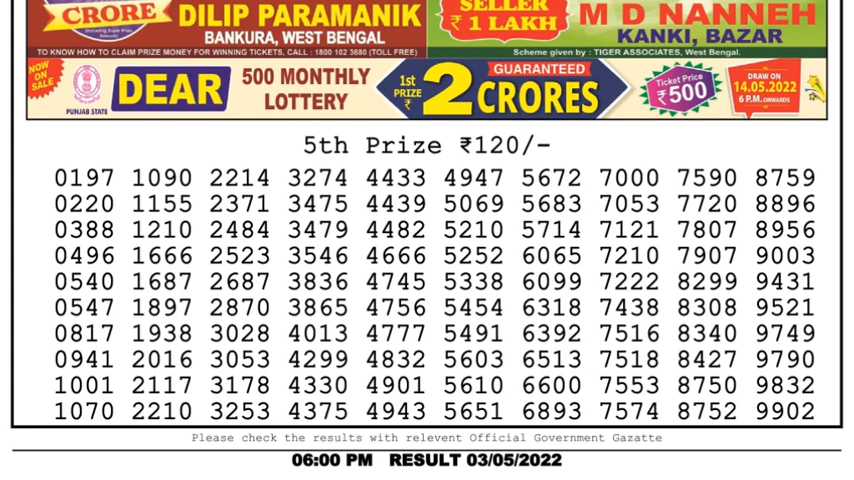 CRORE
(Including Super Prize Amount)
DILIP PARAMANIK
BANKURA, WEST BENGAL
TO KNOW HOW TO CLAIM PRIZE MONEY FOR WINNING TICKETS, CALL : 1800 102 3680 (TOLL FREE)
SELLER
₹ 1 LAKH
M D NANNEH
KANKI, BAZAR
Scheme given by : TIGER ASSOCIATES, West Bengal.
NOW ON SALE
PUNJAB STATE
DEAR
500 MONTHLY
LOTTERY
1st
PRIZE
₹
2
GUARANTEED
CRORES
Ticket Price
₹500
DRAW ON
14.05.2022
6 P.M. ONWARDS
5th Prize ₹120/-
0197 1090 2214 3274 4433 4947 5672 7000 7590 8759
0220 1155 2371 3475 4439 5069 5683 7053 7720 8896
0388 1210 2484 3479 4482 5210 5714 7121 7807 8956
0496 1666 2523 3546 4666 5252 6065 7210 7907 9003
0540 1687 2687 3836 4745 5338 6099 7222 8299 9431
0547 1897 2870 3865 4756 5454 6318 7438 8308 9521
0817 1938 3028 4013 4777 5491 6392 7516 8340 9749
0941 2016 3053 4299 4832 5603 6513 7518 8427 9790
1001 2117 3178 4330 4901 5610 6600 7553 8750 9832
1070 2210 3253 4375 4943 5651 6893 7574 8752 9902
Please check the results with relevent Official Government Gazatte
06:00 PM RESULT 03/05/2022